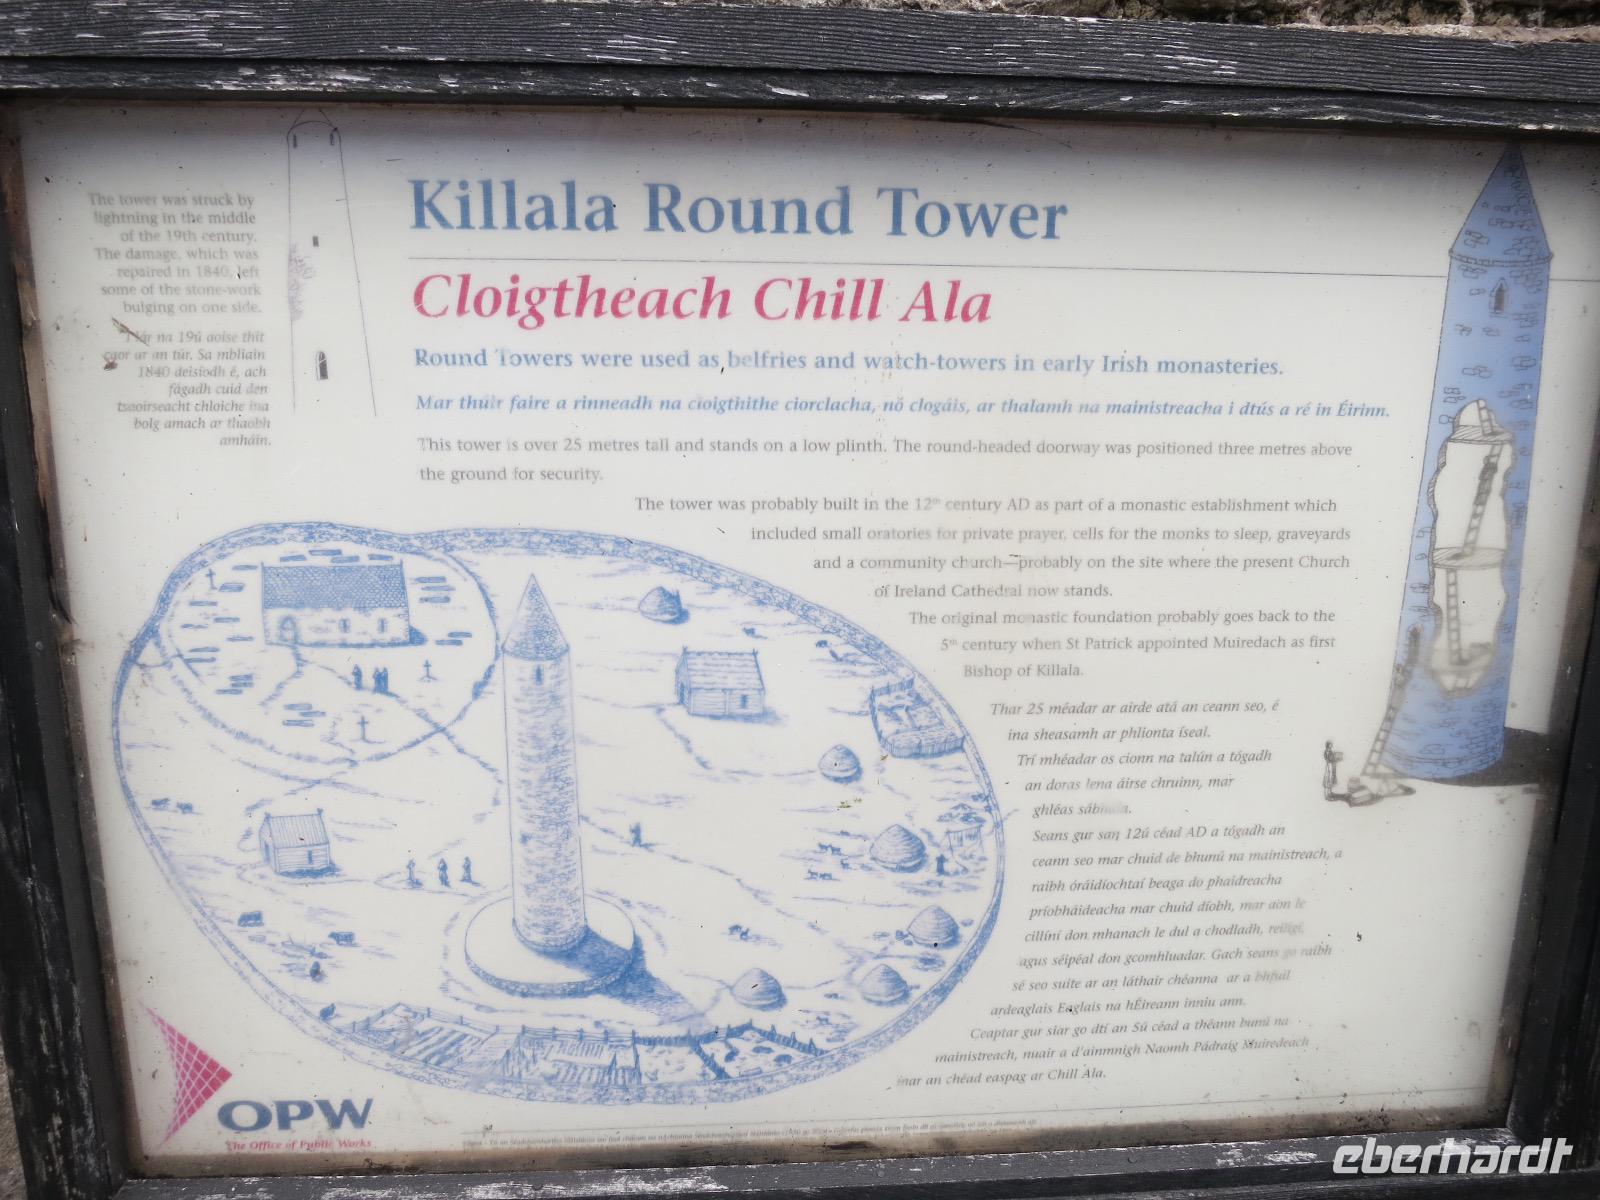 The tower was struck by
lightning in the middle
of the 19th century.
The damage, which was
repaired in 1840, left
some of the stone-work
bulging on one side.
I lár na 19ú aoise thit
caor ar an túr. Sa mbliain
1840 deisíodh é, ach
fágadh cuid den
tsaoirseacht chloiche ina
bolg amach ar thaobh
amháin.
Killala Round Tower
Cloigtheach Chill Ala
Round Towers were used as belfries and watch-towers in early Irish monasteries.
Mar thúir faire a rinneadh na cloigthithe ciorclacha, nó clogáis, ar thalamh na mainistreacha i dtús a ré in Éirinn.
This tower is over 25 metres tall and stands on a low plinth. The round-headed doorway was positioned three metres above
the ground for security.
The tower was probably built in the 12th century AD as part of a monastic establishment which
included small oratories for private prayer, cells for the monks to sleep, graveyards
and a community church—probably on the site where the present Church
of Ireland Cathedral now stands.
The original monastic foundation probably goes back to the
5th century when St Patrick appointed Muiredach as first
Bishop of Killala.
Thar 25 méadar ar airde atá an ceann seo, é
ina sheasamh ar phlionta íseal.
Trí mhéadar os cionn na talún a tógadh
an doras lena áirse chruinn, mar
ghléas sábhála.
Seans gur san 12ú céad AD a tógadh an
ceann seo mar chuid de bhunú na mainistreach, a
raibh óráidíochtaí beaga do phaidreacha
príobháideacha mar chuid díobh, mar aon le
cillíní don mhanach le dul a chodladh, reiligí,
agus séipéal don gcomhluadar. Gach seans go raibh
sé seo suite ar an láthair chéanna ar a bhfuil
ardeaglais Eaglais na hÉireann inniu ann.
Ceaptar gur siar go dtí an 5ú céad a théann bunú na
mainistreach, nuair a d'ainmnigh Naomh Pádraig Muiredeach
mar an chéad easpag ar Chill Ala.
OPW
The Office of Public Works
eberhardt